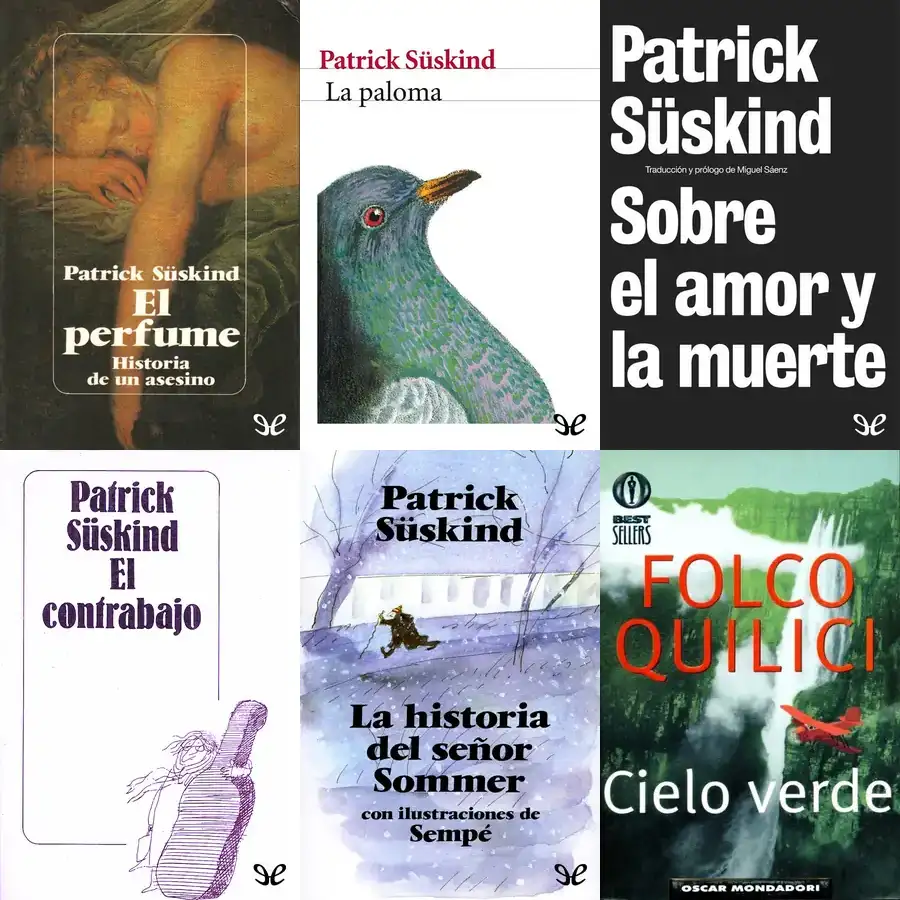 Patrick Süskind
El
perfume
Historia
de un asesino
Patrick Süskind
La paloma
Patrick
Süskind
Traducción y prólogo de Miguel Sáenz
Sobre
el amor y
la muerte
Patrick
Süskind
El
contrabajo
Patrick
Süskind
La historia
del señor
Sommer
con ilustraciones de
Sempé
BEST
SELLERS
FOLCO
QUILICI
Cielo verde
OSCAR MONDADORI